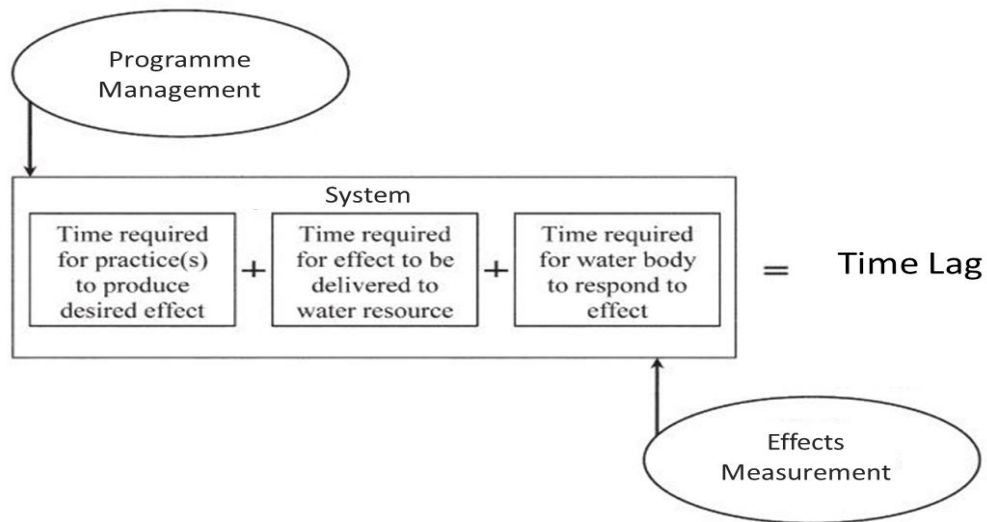 Programme
Management
System
Time required
for practice(s)
to produce
desired effect
+
Time required
for effect to be
delivered to
water resource
+
Time required
for water body
to respond to
effect
=
Time Lag
Effects
Measurement